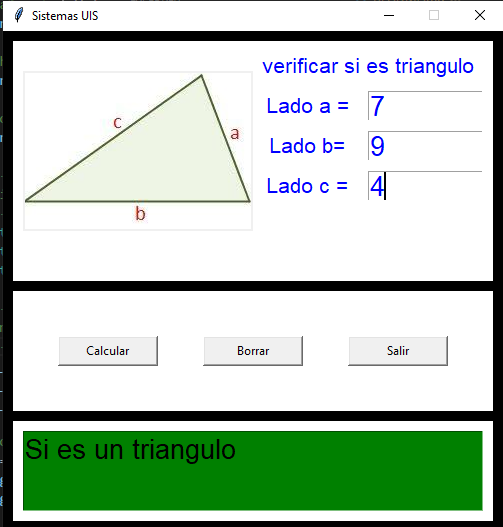 Sistemas UIS
verificar si es triangulo
Lado a = 7
Lado b= 9
Lado c = 4
c
a
b
Calcular Borrar Salir
Si es un triangulo